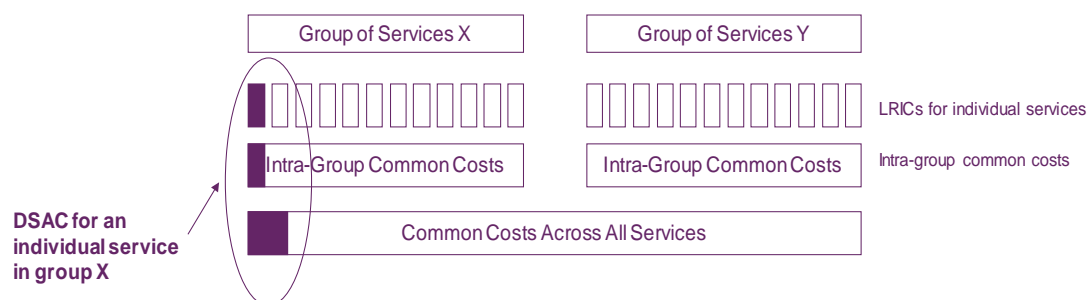 Group of Services X
Group of Services Y
LRICs for individual services
Intra-Group Common Costs
Intra-Group Common Costs
Intra-group common costs
DSAC for an
individual service
in group X
Common Costs Across All Services